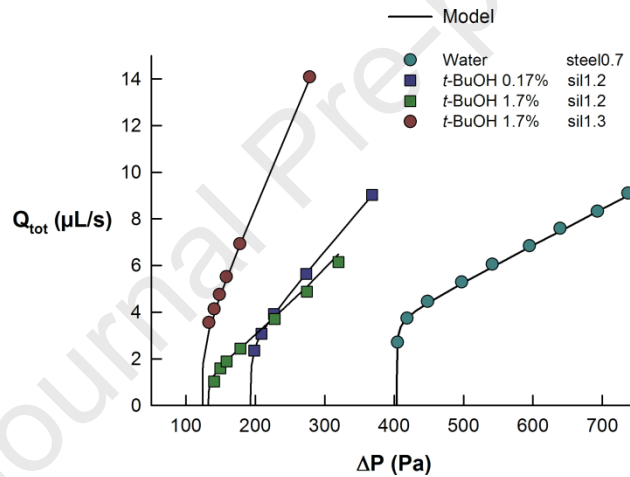 Model
Water steel0.7
t-BuOH 0.17% sil1.2
t-BuOH 1.7% sil1.2
t-BuOH 1.7% sil1.3
14
12
10
8
6
4
2
0
Qtot (µL/s)
100 200 300 400 500 600 700
ΔP (Pa)
Journal Pre-p